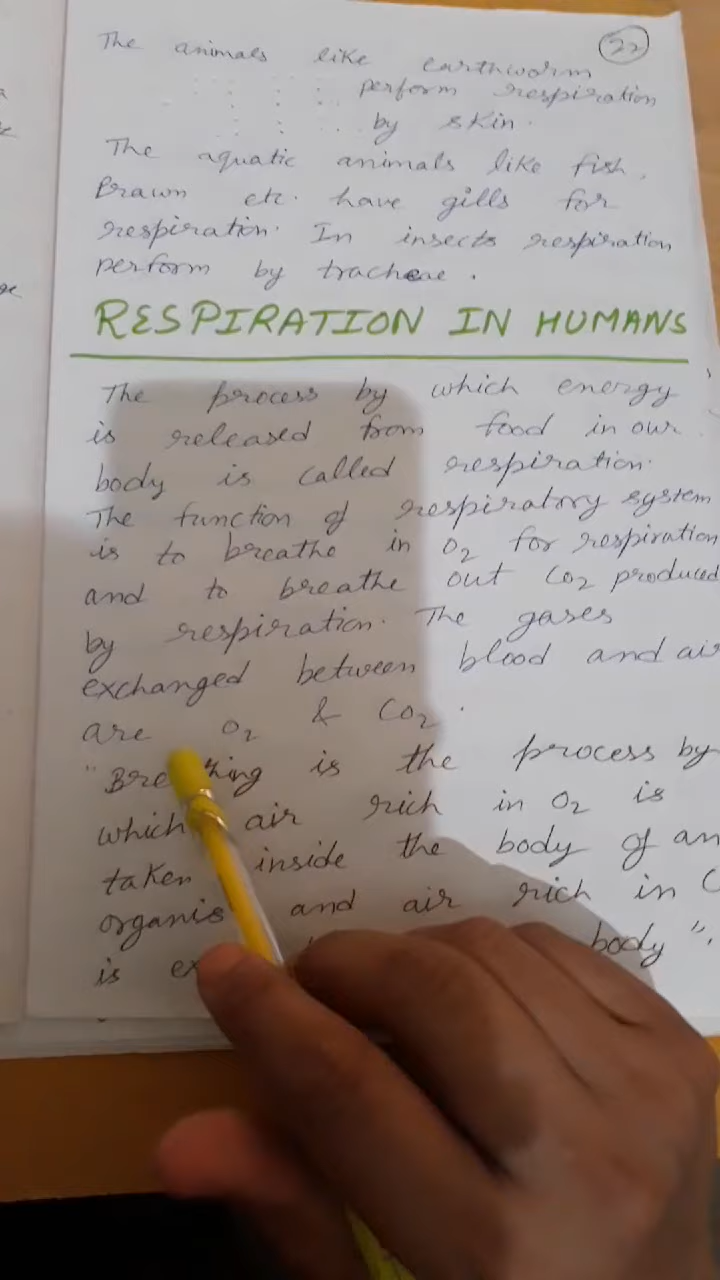 22
The animals like earthworm
perform respiration
by skin.
The aquatic animals like fish,
Brawn etc. have gills for
respiration. In insects respiration
perform by tracheae.
RESPIRATION IN HUMANS
The process by which energy
is released from food in our
body is called respiration.
The function of respiratory system
is to breathe in O2 for respiration
and to breathe out CO2 produced
by respiration. The gases
exchanged between blood and air
are O2 & CO2.
" is the process by
which air rich in O2 is
taken inside the body of an
and air rich in
is body".